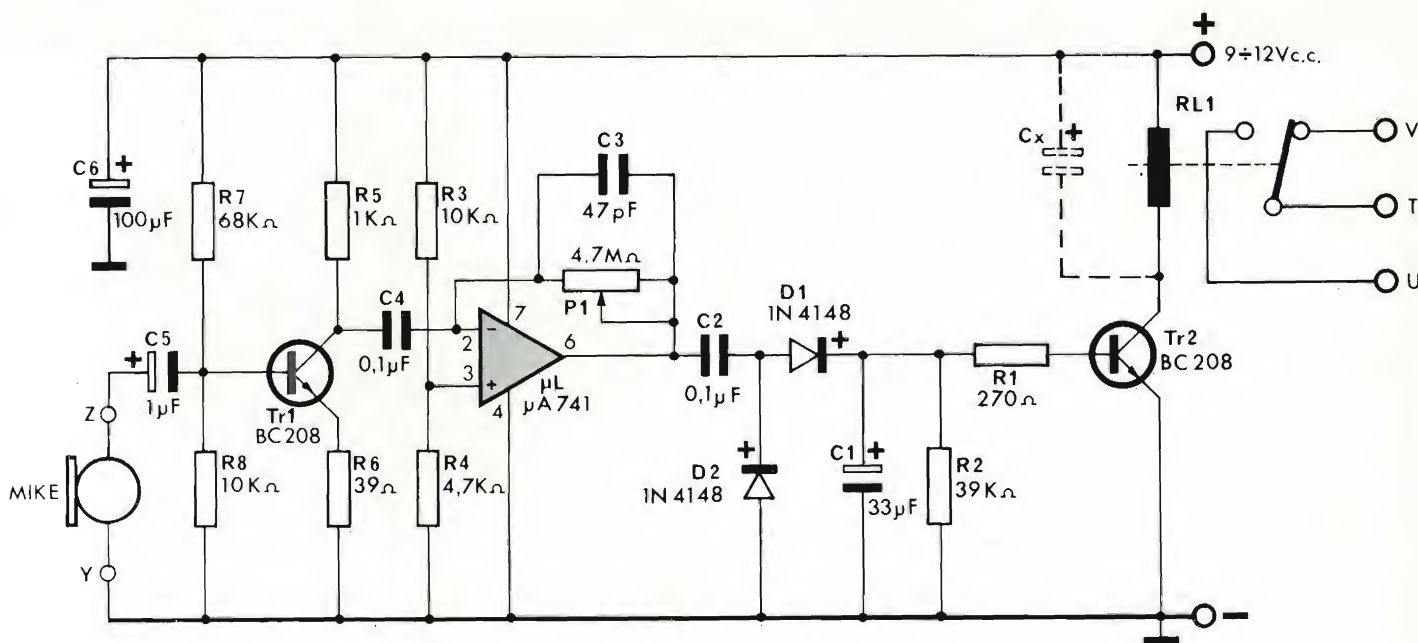 +
9÷12Vc.c.
RL1
V
T
U
Cx
+
C6
+
100µF
R7
68KΩ
R5
1KΩ
R3
10KΩ
C3
47pF
4,7MΩ
P1
C4
0,1µF
7
2
−
3
+
4
6
µL
µA741
C2
0,1µF
D1
1N4148
+
R1
270Ω
Tr2
BC208
C5
+
1µF
Z
Tr1
BC208
MIKE
Y
R8
10KΩ
R6
39Ω
R4
4,7KΩ
D2
1N4148
+
C1
+
33µF
R2
39KΩ
−